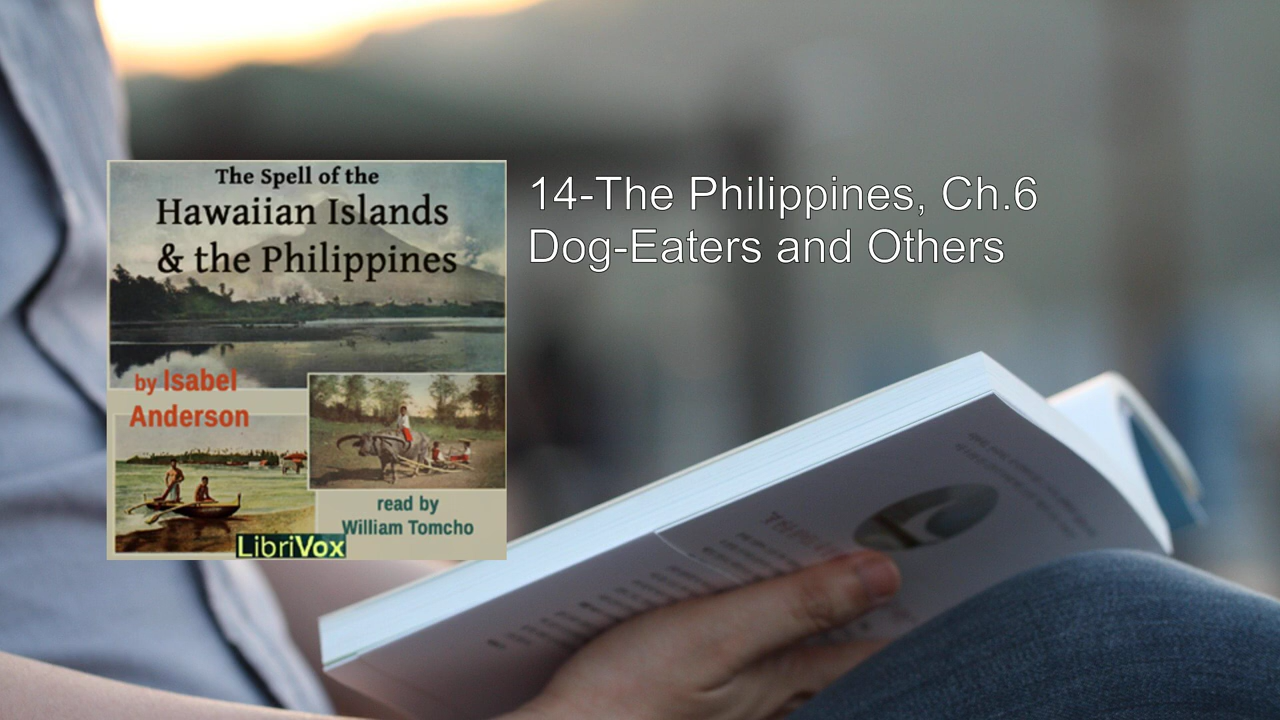 The Spell of the
Hawaiian Islands
& the Philippines
by Isabel
Anderson
read by
William Tomcho
LibriVox
14-The Philippines, Ch.6
Dog-Eaters and Others